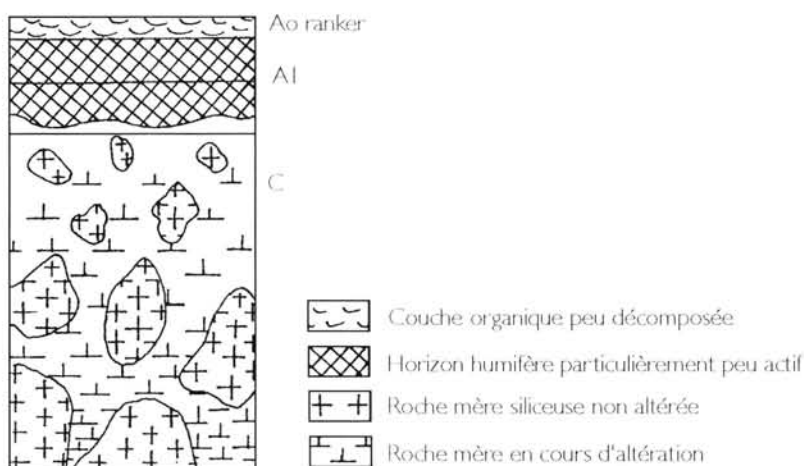 Ao ranker
A1
C
Couche organique peu décomposée
Horizon humifère particulièrement peu actif
Roche mère siliceuse non altérée
Roche mère en cours d'altération